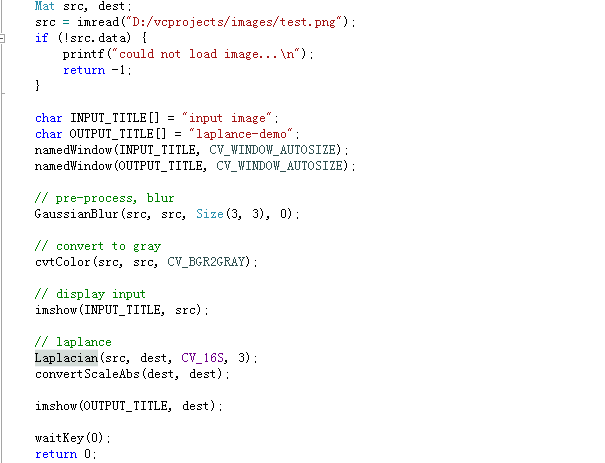 Mat src, dest;
src = imread("D:/vcprojects/images/test.png");
if (!src.data) {
printf("could not load image...\n");
return -1;
}
char INPUT_TITLE[] = "input image";
char OUTPUT_TITLE[] = "laplance-demo";
namedWindow(INPUT_TITLE, CV_WINDOW_AUTOSIZE);
namedWindow(OUTPUT_TITLE, CV_WINDOW_AUTOSIZE);
// pre-process, blur
GaussianBlur(src, src, Size(3, 3), 0);
// convert to gray
cvtColor(src, src, CV_BGR2GRAY);
// display input
imshow(INPUT_TITLE, src);
// laplance
Laplacian(src, dest, CV_16S, 3);
convertScaleAbs(dest, dest);
imshow(OUTPUT_TITLE, dest);
waitKey(0);
return 0;